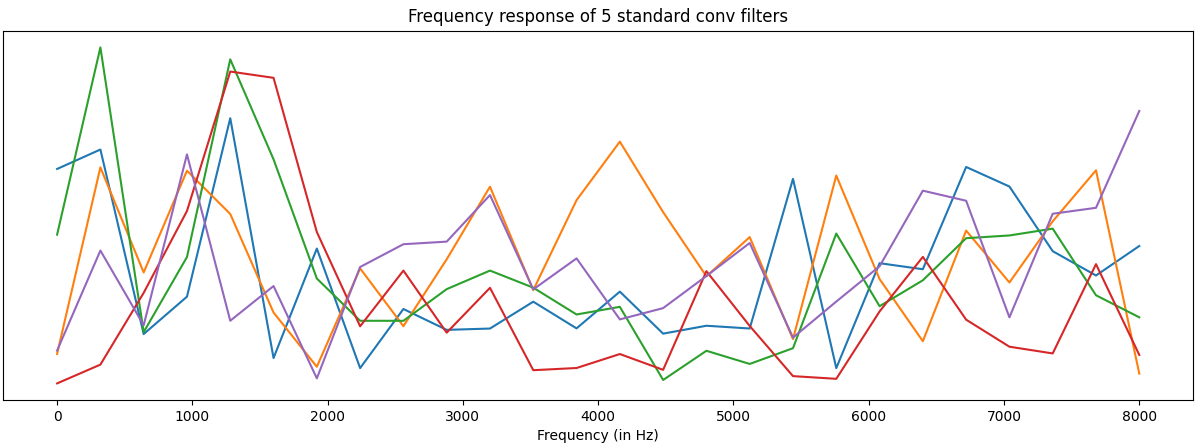 Frequency response of 5 standard conv filters
0 1000 2000 3000 4000 5000 6000 7000 8000
Frequency (in Hz)